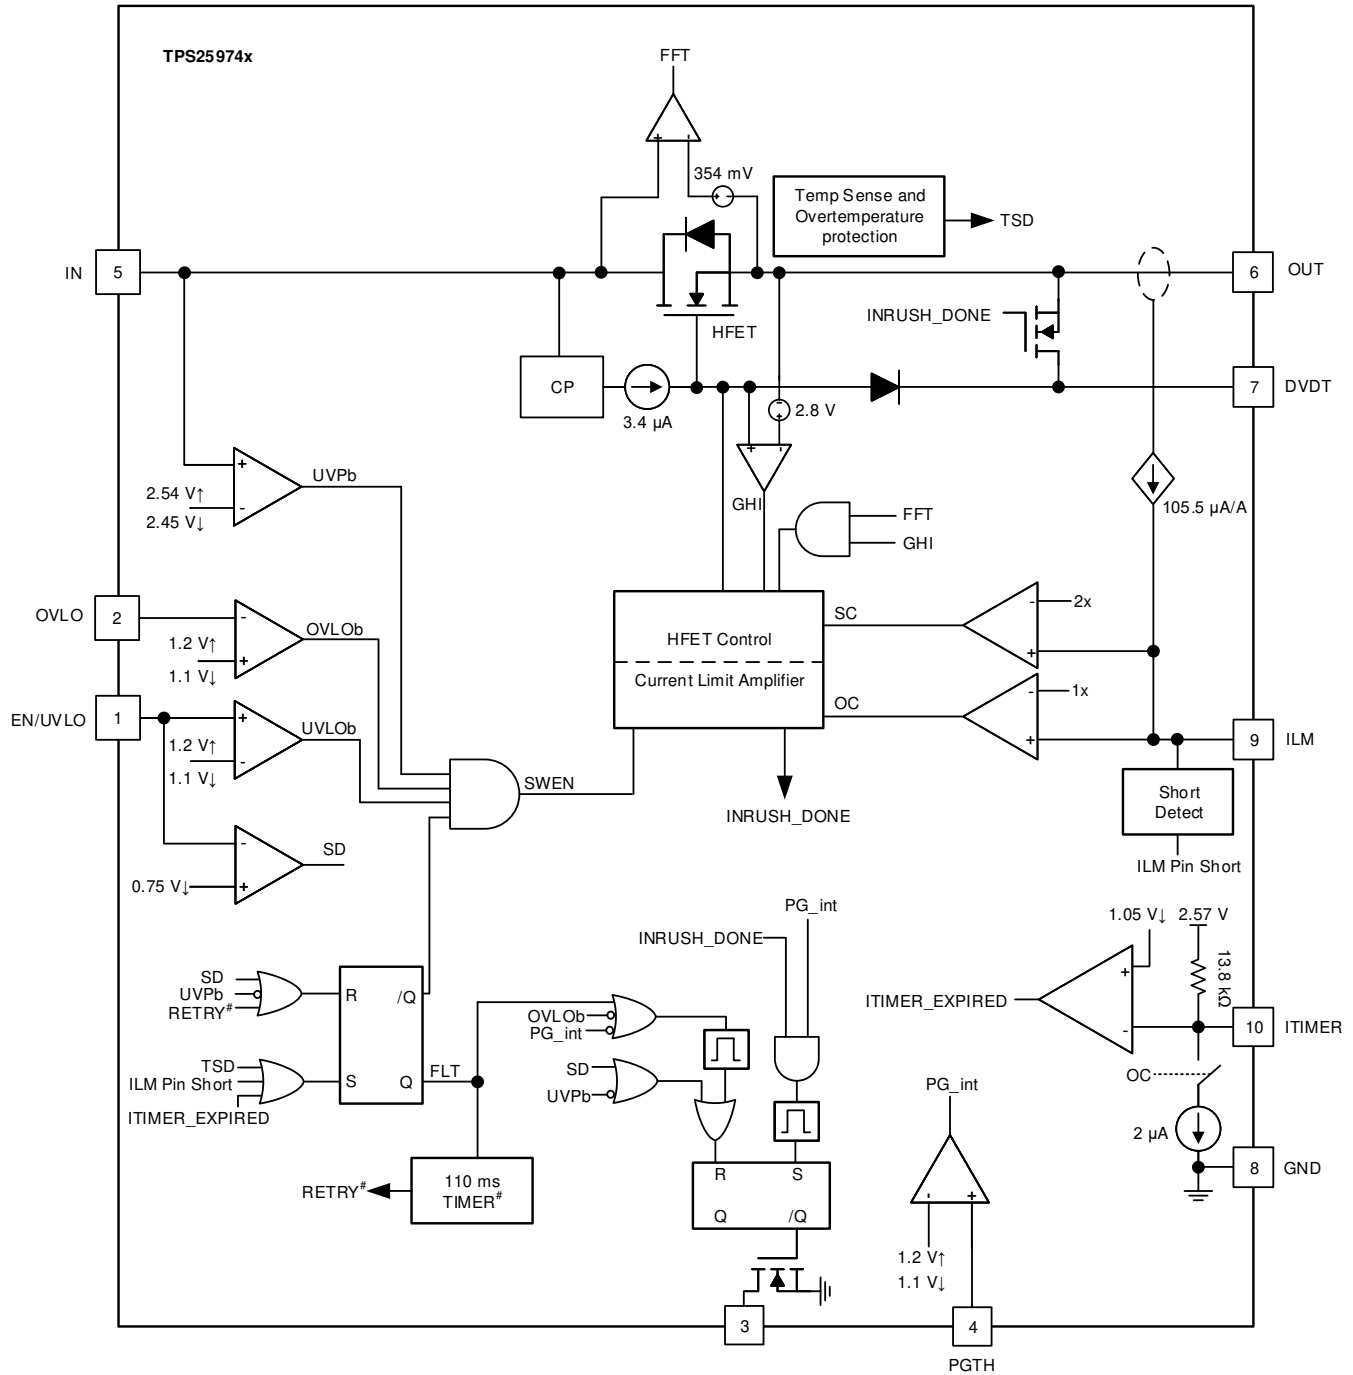 TPS25974x
FFT
+ -
354 mV
Temp Sense and
Overtemperature
protection
TSD
IN
5
6
OUT
INRUSH_DONE
HFET
CP
3.4 µA
7
DVDT
2.8 V
UVPb
2.54 V↑
2.45 V↓
+
-
GHI
FFT
GHI
105.5 µA/A
OVLO
2
OVLOb
1.2 V↑
1.1 V↓
-
+
HFET Control
Current Limit Amplifier
SC
2x
-
+
OC
1x
-
+
EN/UVLO
1
UVLOb
1.2 V↑
1.1 V↓
+
-
SWEN
INRUSH_DONE
9
ILM
Short
Detect
ILM Pin Short
SD
0.75 V↓
-
+
PG_int
INRUSH_DONE
1.05 V↓
2.57 V
13.8 kΩ
ITIMER_EXPIRED
+
-
10
ITIMER
SD
UVPb
RETRY#
R
/Q
TSD
ILM Pin Short
ITIMER_EXPIRED
S
Q
FLT
OVLOb
PG_int
SD
UVPb
PG_int
OC
2 µA
8
GND
RETRY#
110 ms
TIMER#
R
S
Q
/Q
- +
1.2 V↑
1.1 V↓
3
4
PGTH